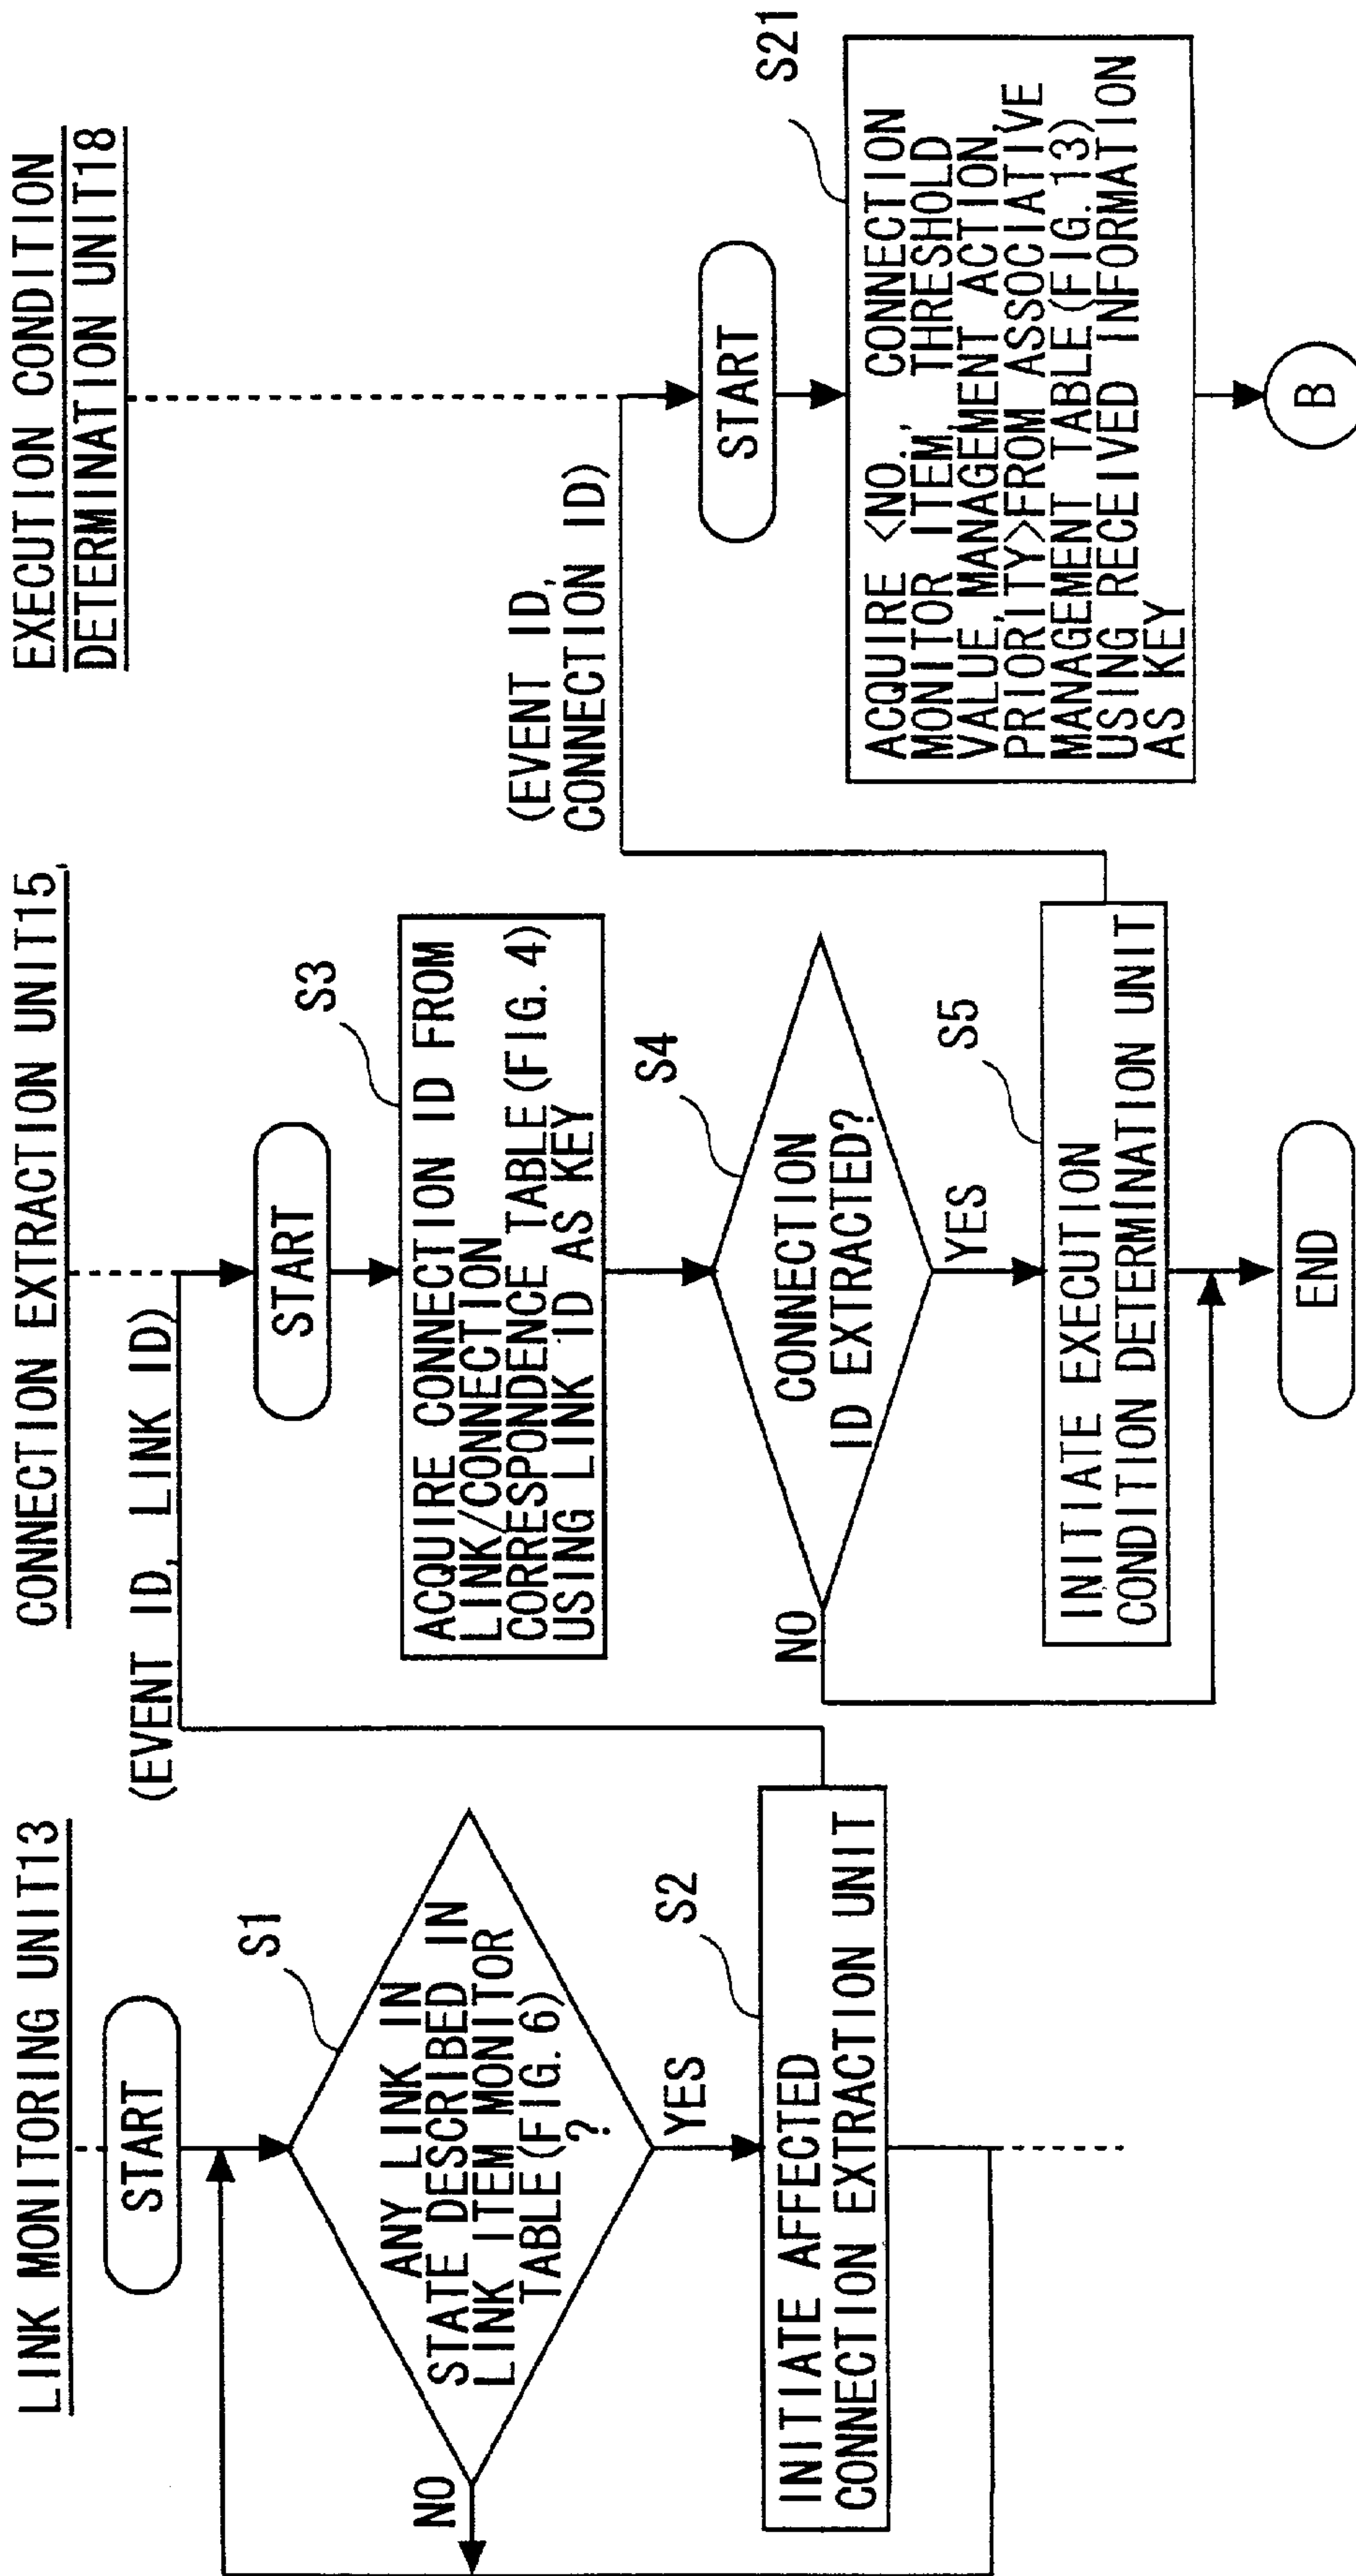 LINK MONITORING UNIT13
START
S1
ANY LINK IN
STATE DESCRIBED IN
LINK ITEM MONITOR
TABLE(FIG. 6)
?
NO
YES
S2
INITIATE AFFECTED
CONNECTION EXTRACTION UNIT
CONNECTION EXTRACTION UNIT15
(EVENT ID, LINK ID)
START
S3
ACQUIRE CONNECTION ID FROM
LINK/CONNECTION
CORRESPONDENCE TABLE(FIG. 4)
USING LINK ID AS KEY
S4
CONNECTION
ID EXTRACTED?
NO
YES
S5
INITIATE EXECUTION
CONDITION DETERMINATION UNIT
END
EXECUTION CONDITION
DETERMINATION UNIT18
(EVENT ID,
CONNECTION ID)
START
S21
ACQUIRE <NO., CONNECTION
MONITOR ITEM, THRESHOLD
VALUE, MANAGEMENT ACTION,
PRIORITY>FROM ASSOCIATIVE
MANAGEMENT TABLE(FIG. 13)
USING RECEIVED INFORMATION
AS KEY
B